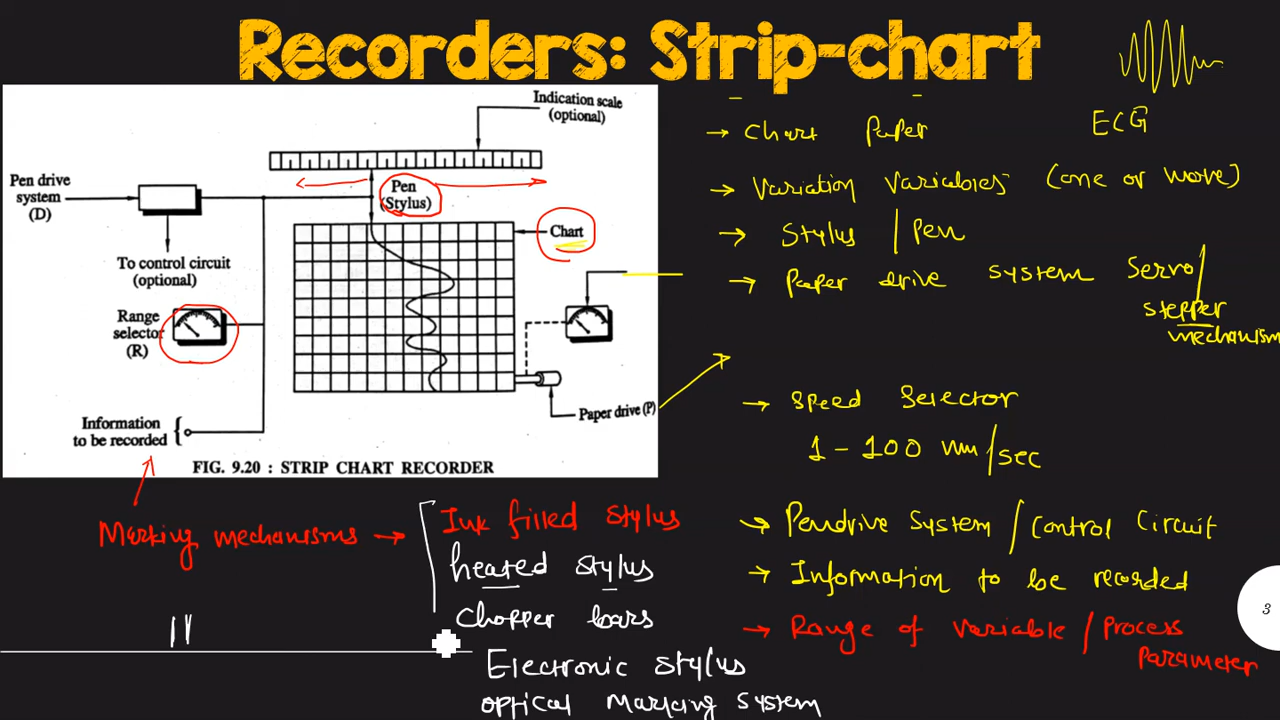 Recorders: Strip-chart
Indication scale
(optional)
Pen drive
system
(D)
Pen
(Stylus)
Chart
To control circuit
(optional)
Range
selector
(R)
Information
to be recorded
Paper drive (P)
FIG. 9.20 : STRIP CHART RECORDER
ECG
→ Chart Paper
→ Variation Variables (one or more)
→ Stylus / Pen
→ Paper drive system Servo/
stepper
mechanism
→ Speed Selector
1 - 100 mm/sec
→ Pendrive System / Control Circuit
→ Information to be recorded
→ Range of variable / Process
Parameter
Marking mechanisms → Ink filled stylus
heated stylus
Chopper bars
Electronic stylus
optical Marking system
3